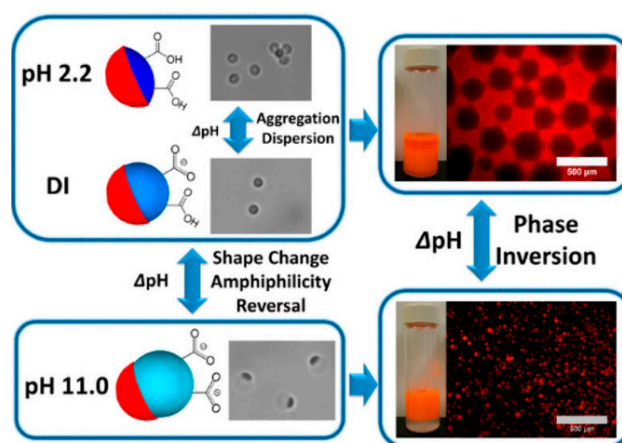 pH 2.2
OH
O
O
OH
ΔpH
Aggregation
Dispersion
DI
O
O
⊖
O
OH
500 µm
ΔpH
Shape Change
Amphiphilicity
Reversal
ΔpH
Phase
Inversion
pH 11.0
O
O
⊖
O
O
⊖
500 µm